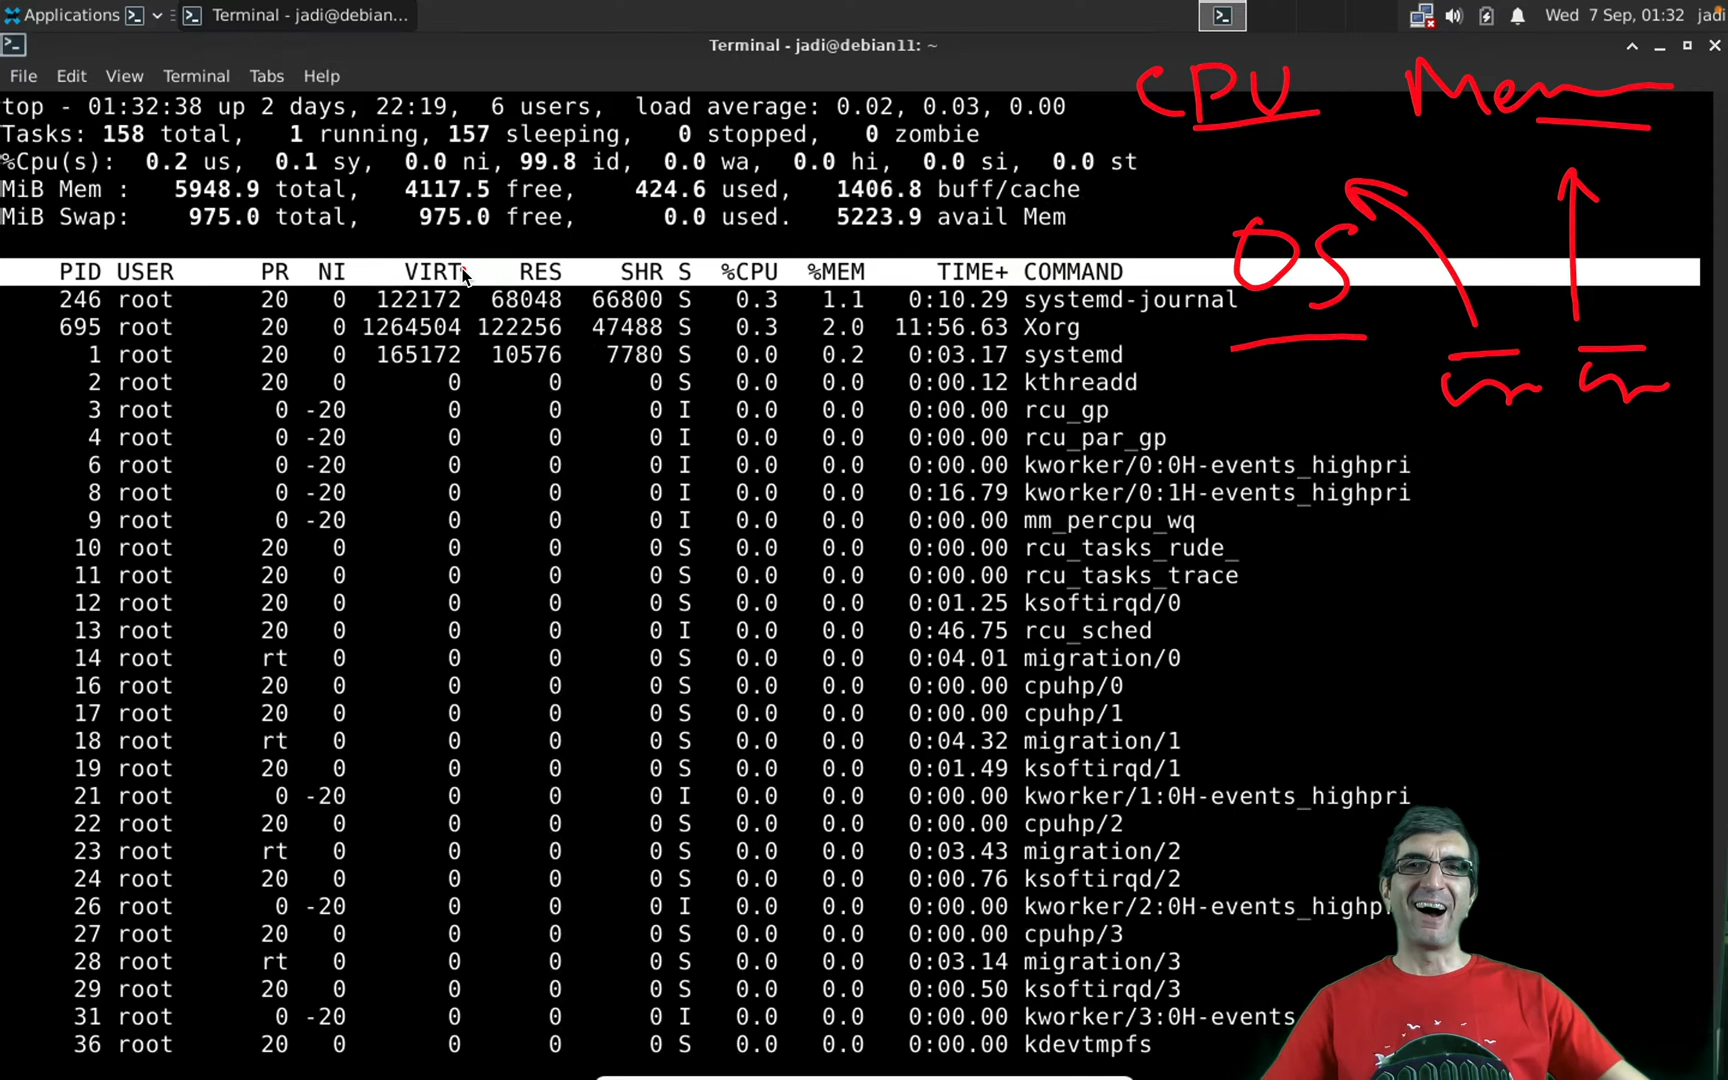 Applications Terminal - jadi@debian... Wed 7 Sep, 01:32 jadi
Terminal - jadi@debian11: ~
File Edit View Terminal Tabs Help
CPU Mem
top - 01:32:38 up 2 days, 22:19, 6 users, load average: 0.02, 0.03, 0.00
Tasks: 158 total, 1 running, 157 sleeping, 0 stopped, 0 zombie
%Cpu(s): 0.2 us, 0.1 sy, 0.0 ni, 99.8 id, 0.0 wa, 0.0 hi, 0.0 si, 0.0 st
MiB Mem : 5948.9 total, 4117.5 free, 424.6 used, 1406.8 buff/cache
MiB Swap: 975.0 total, 975.0 free, 0.0 used. 5223.9 avail Mem
OS
PID USER PR NI VIRT RES SHR S %CPU %MEM TIME+ COMMAND
246 root 20 0 122172 68048 66800 S 0.3 1.1 0:10.29 systemd-journal
695 root 20 0 1264504 122256 47488 S 0.3 2.0 11:56.63 Xorg
1 root 20 0 165172 10576 7780 S 0.0 0.2 0:03.17 systemd
2 root 20 0 0 0 0 S 0.0 0.0 0:00.12 kthreadd
3 root 0 -20 0 0 0 I 0.0 0.0 0:00.00 rcu_gp
4 root 0 -20 0 0 0 I 0.0 0.0 0:00.00 rcu_par_gp
6 root 0 -20 0 0 0 I 0.0 0.0 0:00.00 kworker/0:0H-events_highpri
8 root 0 -20 0 0 0 I 0.0 0.0 0:16.79 kworker/0:1H-events_highpri
9 root 0 -20 0 0 0 I 0.0 0.0 0:00.00 mm_percpu_wq
10 root 20 0 0 0 0 S 0.0 0.0 0:00.00 rcu_tasks_rude_
11 root 20 0 0 0 0 S 0.0 0.0 0:00.00 rcu_tasks_trace
12 root 20 0 0 0 0 S 0.0 0.0 0:01.25 ksoftirqd/0
13 root 20 0 0 0 0 I 0.0 0.0 0:46.75 rcu_sched
14 root rt 0 0 0 0 S 0.0 0.0 0:04.01 migration/0
16 root 20 0 0 0 0 S 0.0 0.0 0:00.00 cpuhp/0
17 root 20 0 0 0 0 S 0.0 0.0 0:00.00 cpuhp/1
18 root rt 0 0 0 0 S 0.0 0.0 0:04.32 migration/1
19 root 20 0 0 0 0 S 0.0 0.0 0:01.49 ksoftirqd/1
21 root 0 -20 0 0 0 I 0.0 0.0 0:00.00 kworker/1:0H-events_highpri
22 root 20 0 0 0 0 S 0.0 0.0 0:00.00 cpuhp/2
23 root rt 0 0 0 0 S 0.0 0.0 0:03.43 migration/2
24 root 20 0 0 0 0 S 0.0 0.0 0:00.76 ksoftirqd/2
26 root 0 -20 0 0 0 I 0.0 0.0 0:00.00 kworker/2:0H-events_highp
27 root 20 0 0 0 0 S 0.0 0.0 0:00.00 cpuhp/3
28 root rt 0 0 0 0 S 0.0 0.0 0:03.14 migration/3
29 root 20 0 0 0 0 S 0.0 0.0 0:00.50 ksoftirqd/3
31 root 0 -20 0 0 0 I 0.0 0.0 0:00.00 kworker/3:0H-events
36 root 20 0 0 0 0 S 0.0 0.0 0:00.00 kdevtmpfs